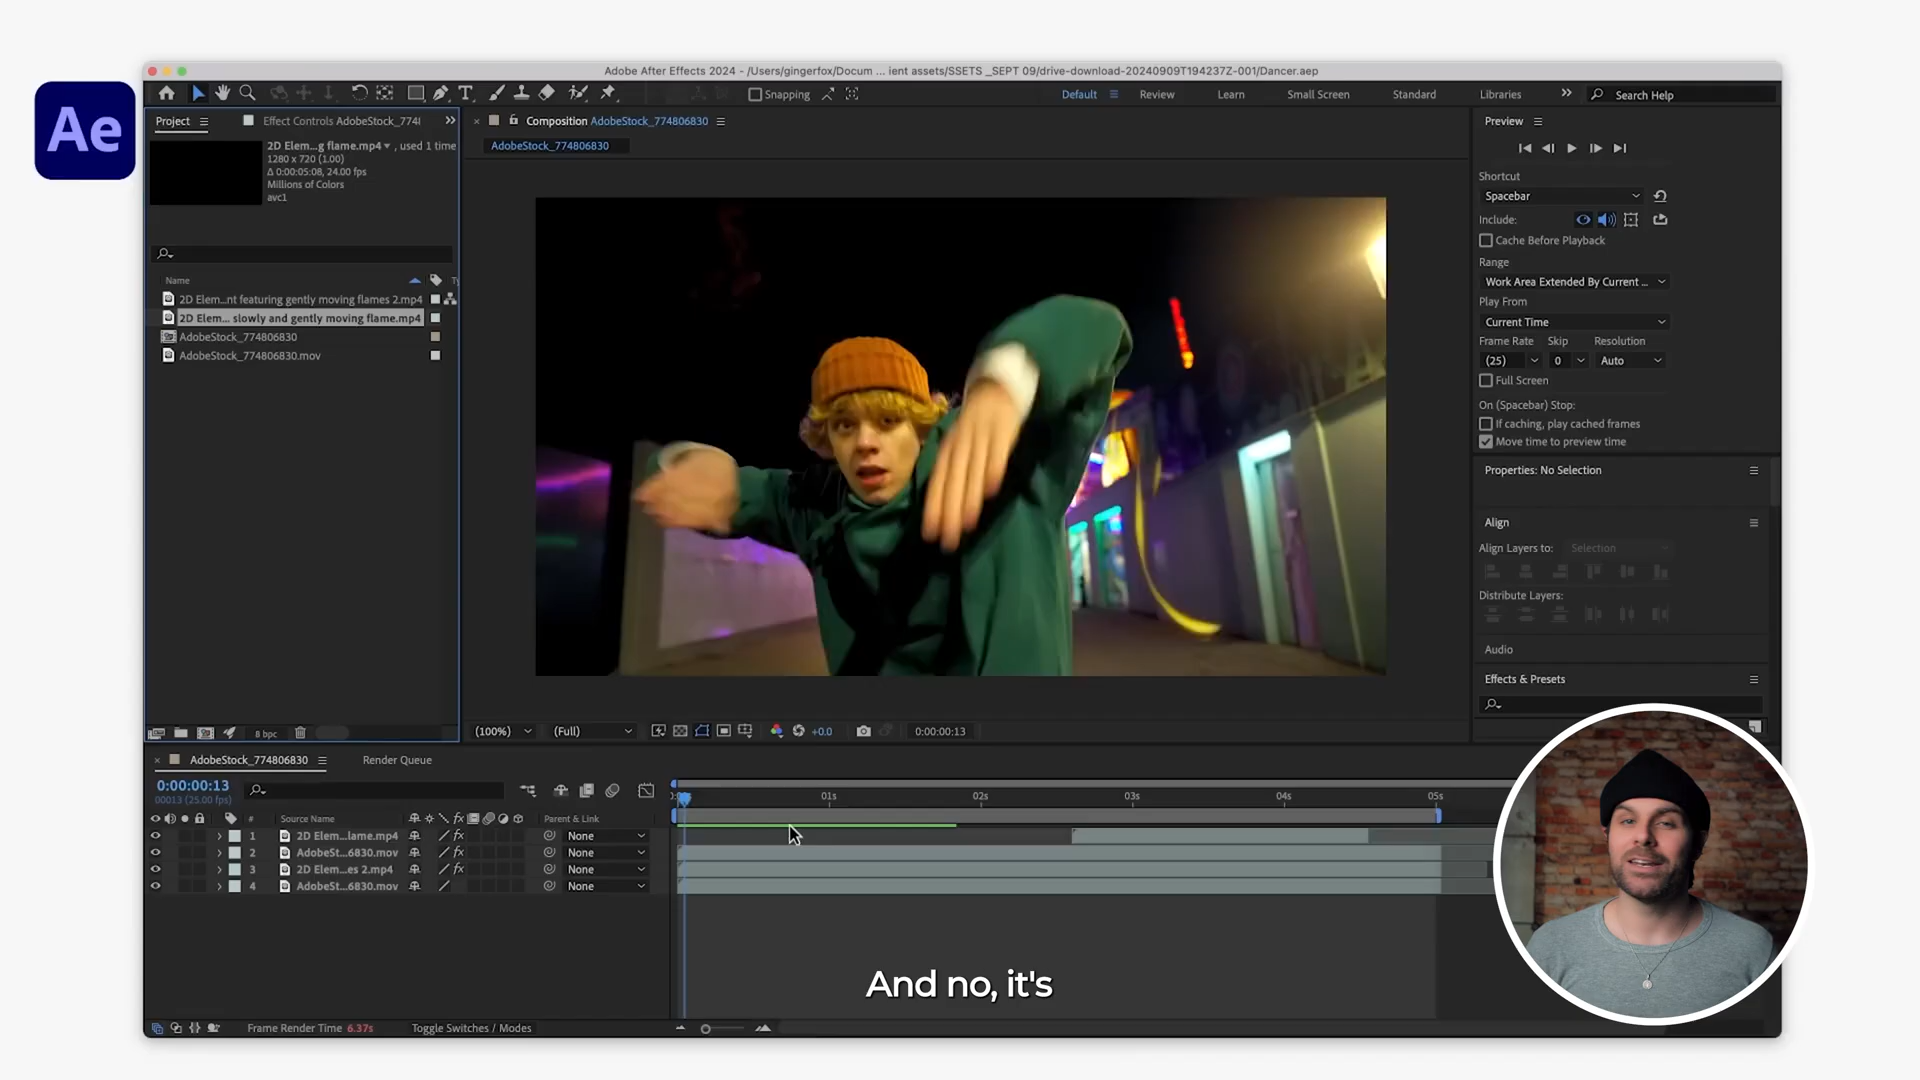 Ae
Adobe After Effects 2024 - /Users/gingerfox/Docum ... ient assets/SSETS _SEPT 09/drive-download-20240909T194237Z-001/Dancer.aep
Snapping
Default
Review
Learn
Small Screen
Standard
Libraries
Search Help
Project
Effect Controls AdobeStock_774
2D Elem...g flame.mp4 , used 1 time
1280 x 720 (1.00)
Δ 0:00:05:08, 24.00 fps
Millions of Colors
avc1
Name
2D Elem...nt featuring gently moving flames 2.mp4
2D Elem... slowly and gently moving flame.mp4
AdobeStock_774806830
AdobeStock_774806830.mov
8 bpc
Composition AdobeStock_774806830
AdobeStock_774806830
(100%)
(Full)
+0.0
0:00:00:13
Preview
Shortcut
Spacebar
Include:
Cache Before Playback
Range
Work Area Extended By Current ...
Play From
Current Time
Frame Rate Skip Resolution
(25) 0 Auto
Full Screen
On (Spacebar) Stop:
If caching, play cached frames
Move time to preview time
Properties: No Selection
Align
Align Layers to: Selection
Distribute Layers:
Audio
Effects & Presets
AdobeStock_774806830
Render Queue
0:00:00:13
00013 (25.00 fps)
# Source Name
Parent & Link
01s 02s 03s 04s 05s
1 2D Elem...lame.mp4 fx None
2 AdobeSt...6830.mov fx None
3 2D Elem...es 2.mp4 fx None
4 AdobeSt...6830.mov None
Frame Render Time 6.37s
Toggle Switches / Modes
And no, it's